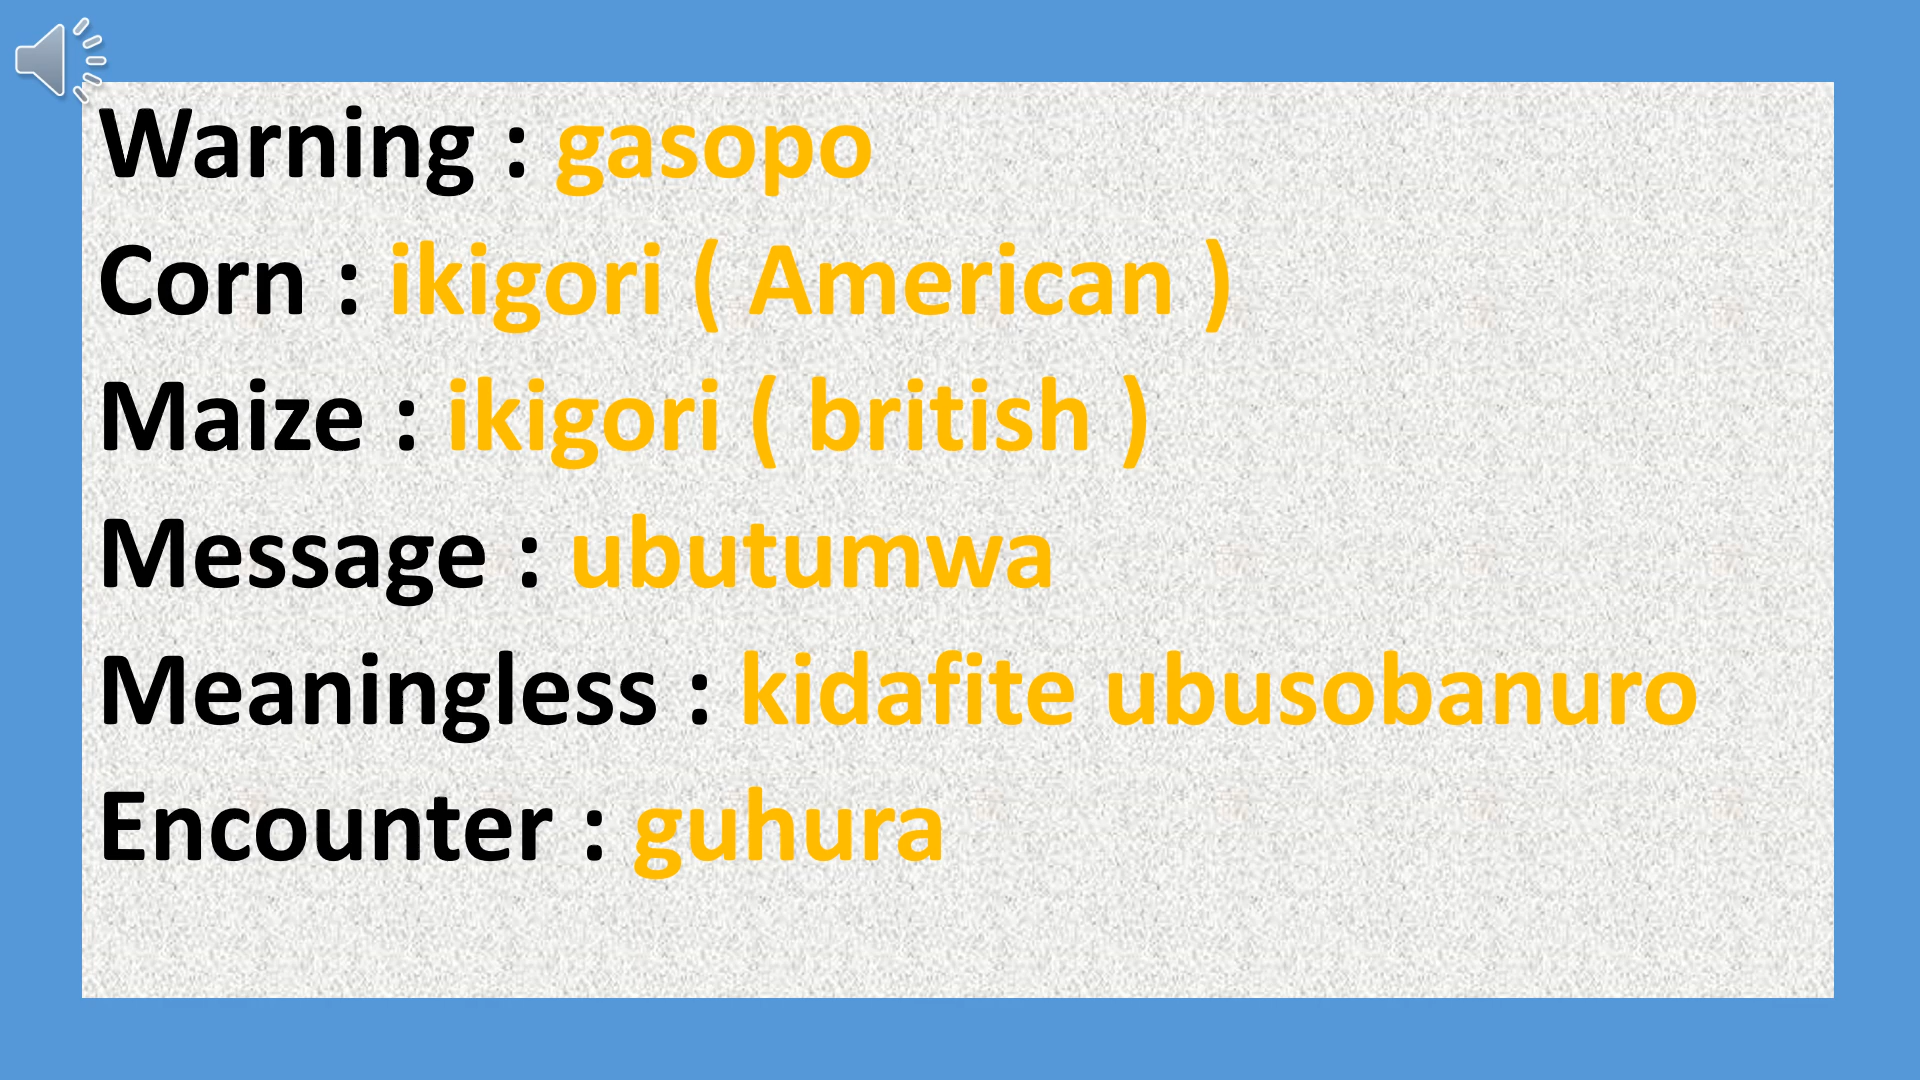 Warning : gasopo
Corn : ikigori ( American )
Maize : ikigori ( british )
Message : ubutumwa
Meaningless : kidafite ubusobanuro
Encounter : guhura